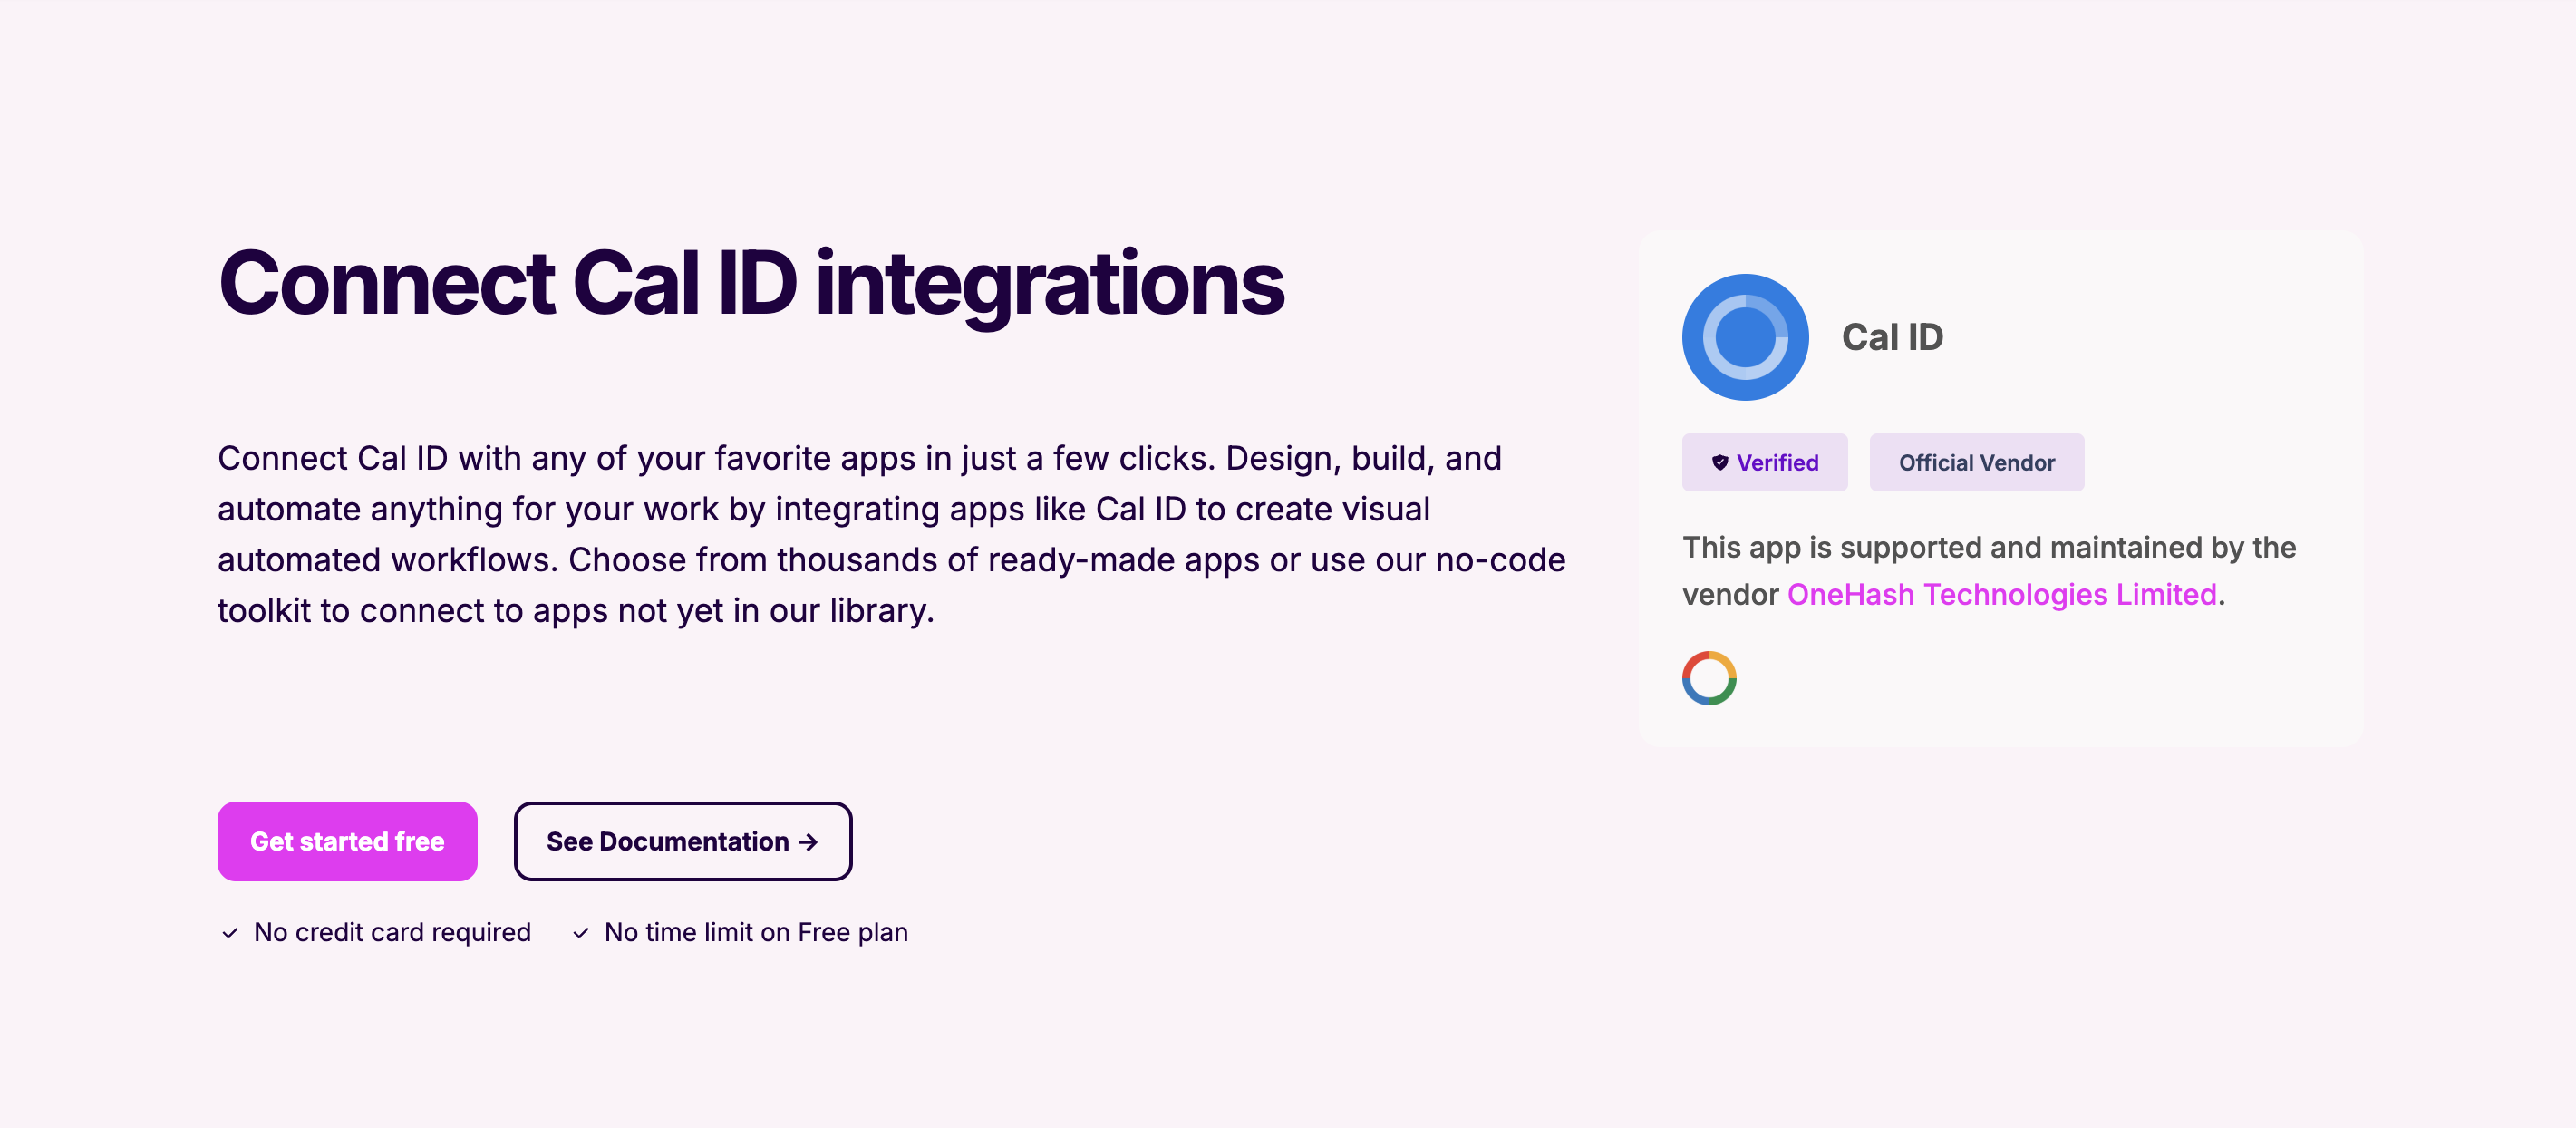 Connect Cal ID integrations
Connect Cal ID with any of your favorite apps in just a few clicks. Design, build, and
automate anything for your work by integrating apps like Cal ID to create visual
automated workflows. Choose from thousands of ready-made apps or use our no-code
toolkit to connect to apps not yet in our library.
Get started free
See Documentation →
No credit card required
No time limit on Free plan
Cal ID
Verified
Official Vendor
This app is supported and maintained by the
vendor OneHash Technologies Limited.